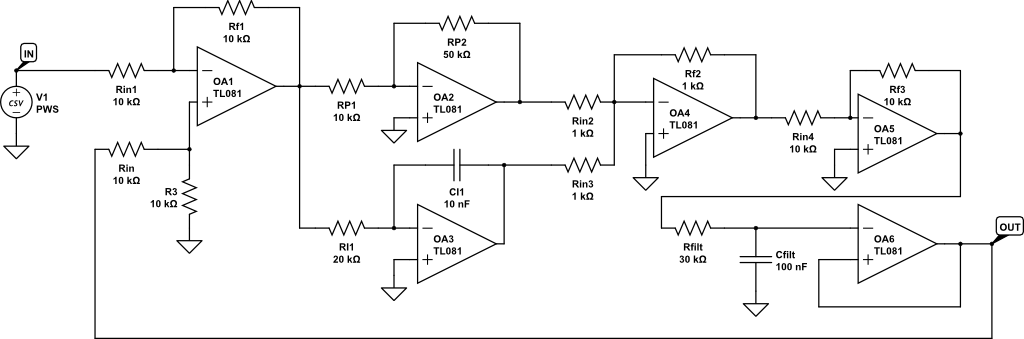 IN
CSV
V1
PWS
Rin1
10 kΩ
Rf1
10 kΩ
OA1
TL081
Rin
10 kΩ
R3
10 kΩ
RP1
10 kΩ
RP2
50 kΩ
OA2
TL081
RI1
20 kΩ
CI1
10 nF
OA3
TL081
Rin2
1 kΩ
Rin3
1 kΩ
Rf2
1 kΩ
OA4
TL081
Rin4
10 kΩ
Rf3
10 kΩ
OA5
TL081
Rfilt
30 kΩ
Cfilt
100 nF
OA6
TL081
OUT